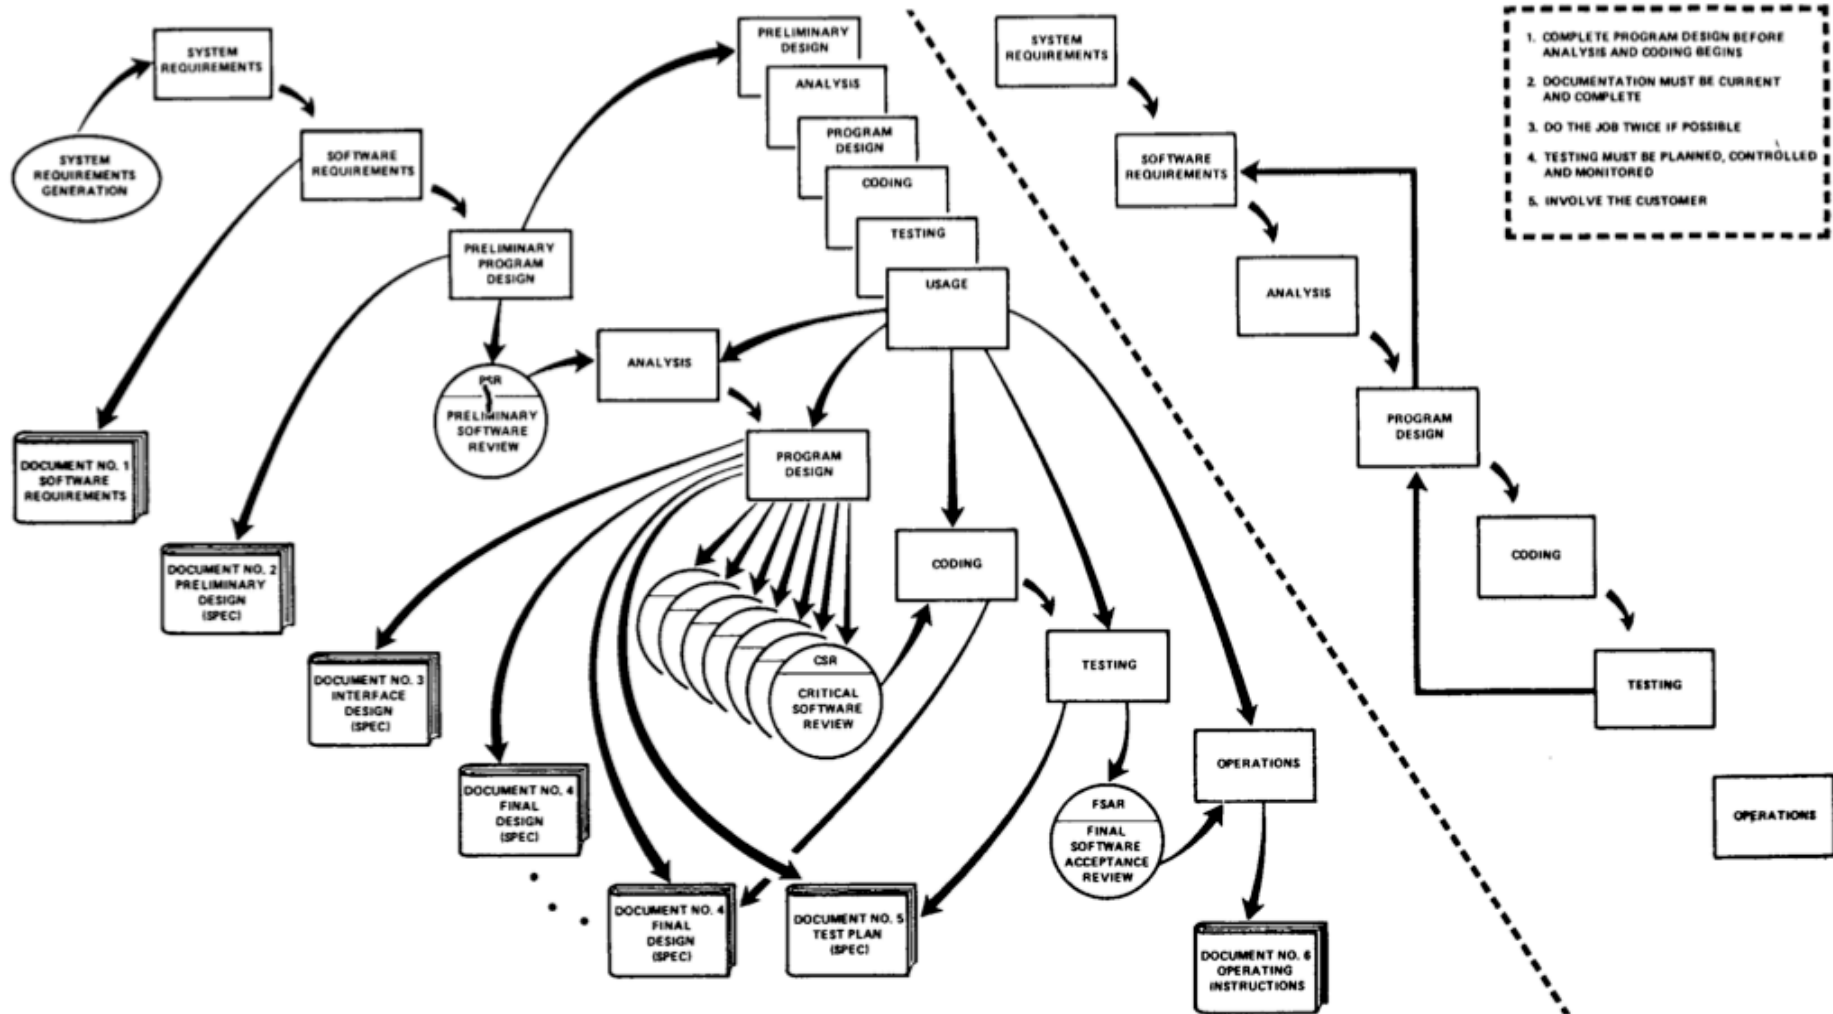 SYSTEM
REQUIREMENTS
SYSTEM
REQUIREMENTS
GENERATION
SOFTWARE
REQUIREMENTS
PRELIMINARY
PROGRAM
DESIGN
PRELIMINARY
DESIGN
ANALYSIS
PROGRAM
DESIGN
CODING
TESTING
USAGE
PSR
PRELIMINARY
SOFTWARE
REVIEW
ANALYSIS
PROGRAM
DESIGN
CSR
CRITICAL
SOFTWARE
REVIEW
CODING
TESTING
FSAR
FINAL
SOFTWARE
ACCEPTANCE
REVIEW
OPERATIONS
DOCUMENT NO. 1
SOFTWARE
REQUIREMENTS
DOCUMENT NO. 2
PRELIMINARY
DESIGN
(SPEC)
DOCUMENT NO. 3
INTERFACE
DESIGN
(SPEC)
DOCUMENT NO. 4
FINAL
DESIGN
(SPEC)
DOCUMENT NO. 4
FINAL
DESIGN
(SPEC)
DOCUMENT NO. 5
TEST PLAN
(SPEC)
DOCUMENT NO. 6
OPERATING
INSTRUCTIONS
SYSTEM
REQUIREMENTS
SOFTWARE
REQUIREMENTS
ANALYSIS
PROGRAM
DESIGN
CODING
TESTING
OPERATIONS
1. COMPLETE PROGRAM DESIGN BEFORE
ANALYSIS AND CODING BEGINS
2. DOCUMENTATION MUST BE CURRENT
AND COMPLETE
3. DO THE JOB TWICE IF POSSIBLE
4. TESTING MUST BE PLANNED, CONTROLLED
AND MONITORED
5. INVOLVE THE CUSTOMER